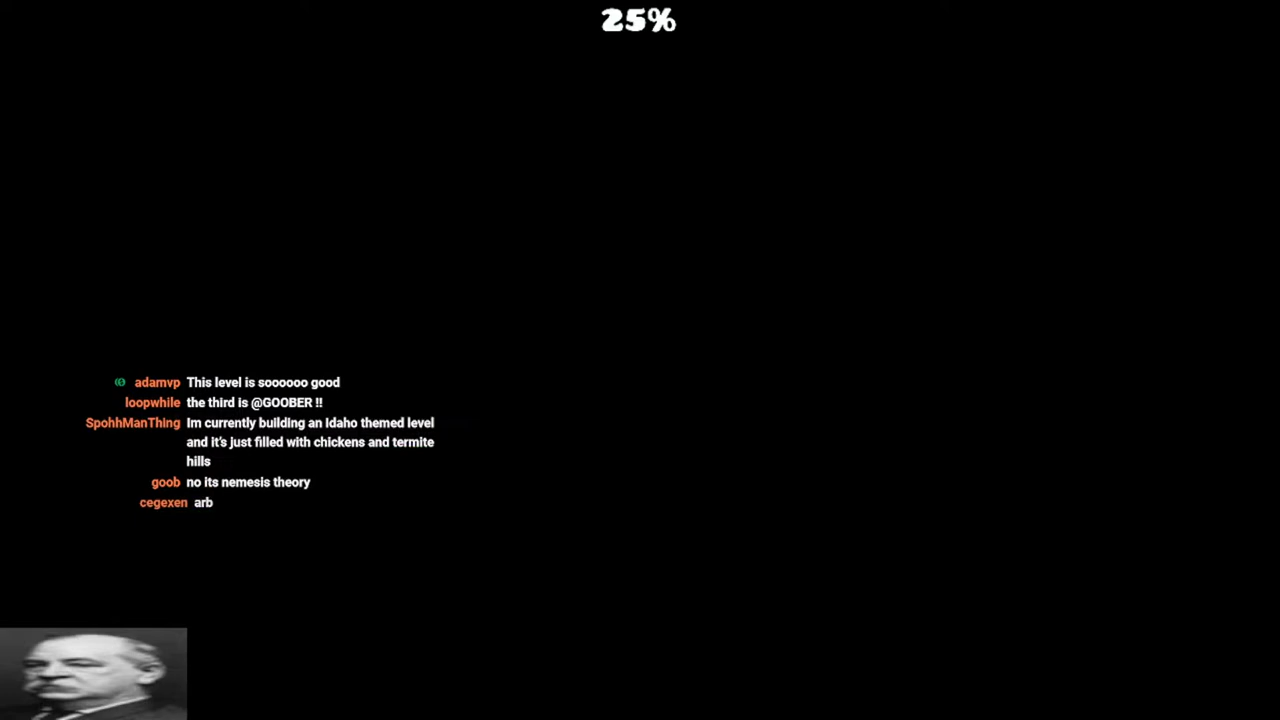 25%
adamvp This level is soooooo good
loopwhile the third is @GOOBER !!
SpohhManThing Im currently building an Idaho themed level
and it's just filled with chickens and termite
hills
goob no its nemesis theory
cegexen arb